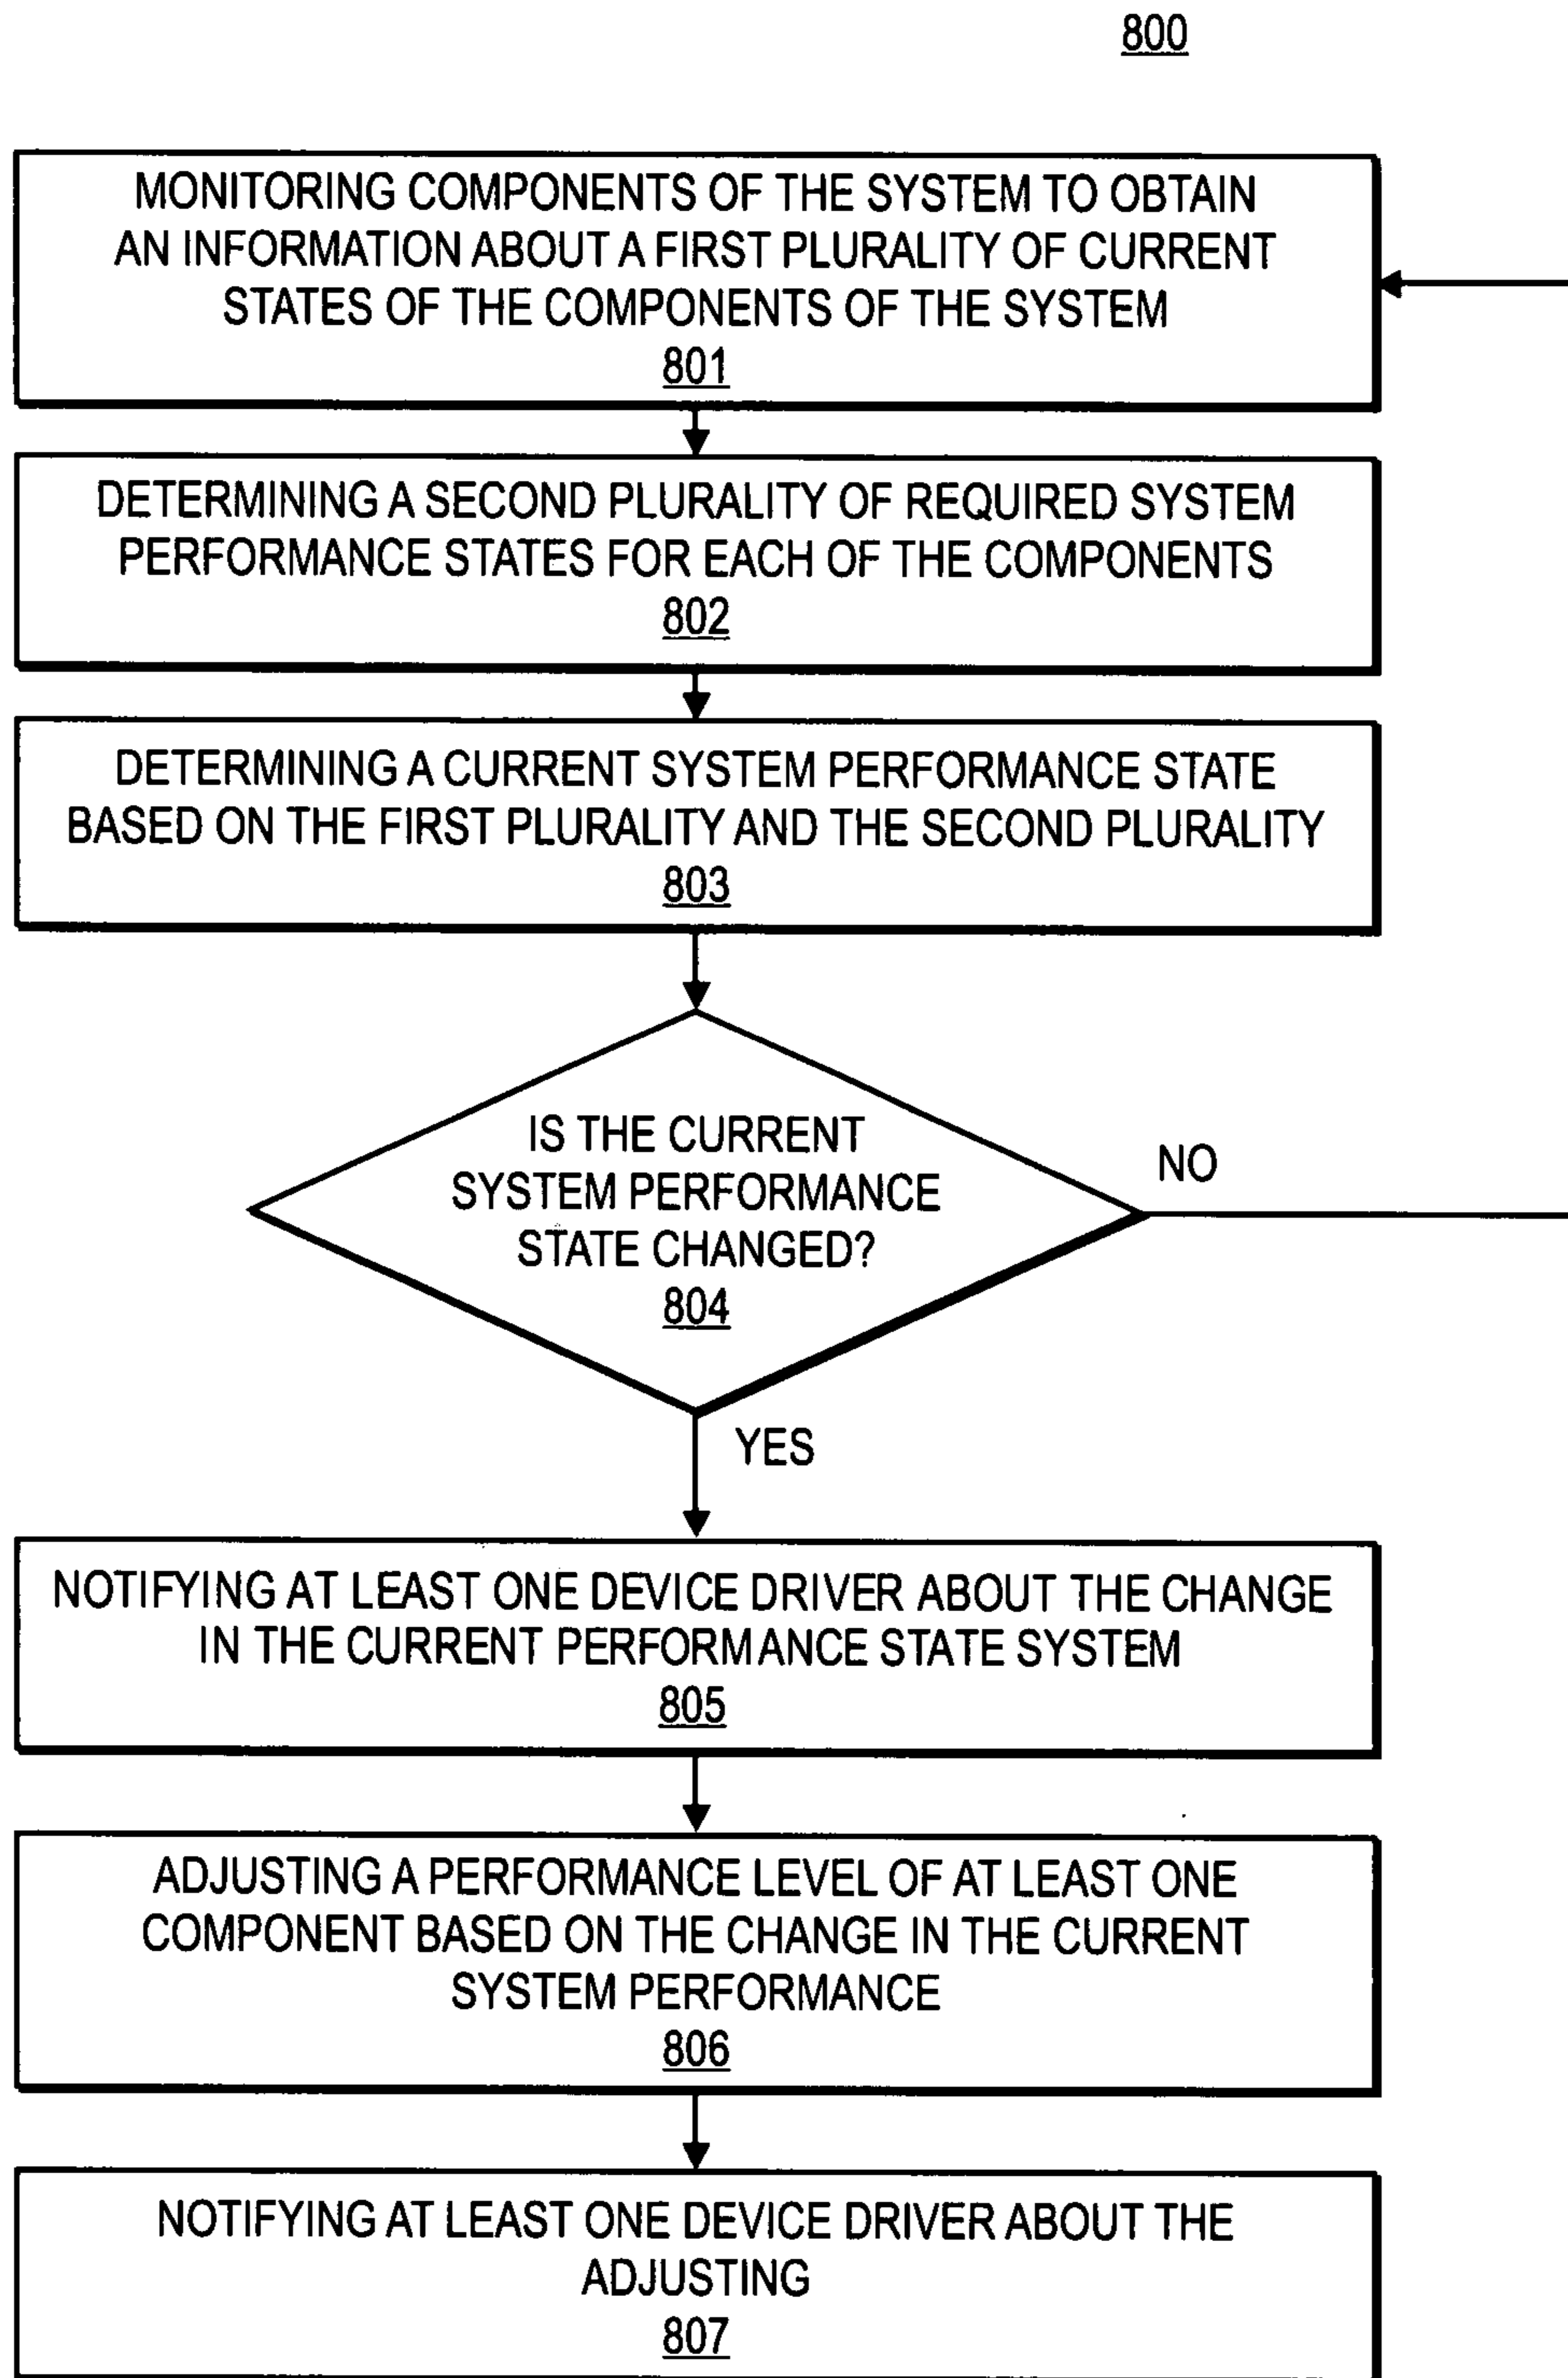 800
MONITORING COMPONENTS OF THE SYSTEM TO OBTAIN
AN INFORMATION ABOUT A FIRST PLURALITY OF CURRENT
STATES OF THE COMPONENTS OF THE SYSTEM
801
DETERMINING A SECOND PLURALITY OF REQUIRED SYSTEM
PERFORMANCE STATES FOR EACH OF THE COMPONENTS
802
DETERMINING A CURRENT SYSTEM PERFORMANCE STATE
BASED ON THE FIRST PLURALITY AND THE SECOND PLURALITY
803
IS THE CURRENT
SYSTEM PERFORMANCE
STATE CHANGED?
804
NO
YES
NOTIFYING AT LEAST ONE DEVICE DRIVER ABOUT THE CHANGE
IN THE CURRENT PERFORMANCE STATE SYSTEM
805
ADJUSTING A PERFORMANCE LEVEL OF AT LEAST ONE
COMPONENT BASED ON THE CHANGE IN THE CURRENT
SYSTEM PERFORMANCE
806
NOTIFYING AT LEAST ONE DEVICE DRIVER ABOUT THE
ADJUSTING
807